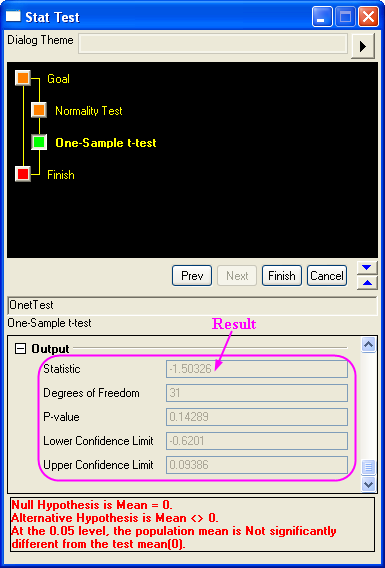 Stat Test
Dialog Theme
Goal
Normality Test
One-Sample t-test
Finish
Prev
Next
Finish
Cancel
OnetTest
One-Sample t-test
Result
Output
Statistic -1.50326
Degrees of Freedom 31
P-value 0.14289
Lower Confidence Limit -0.6201
Upper Confidence Limit 0.09386
Null Hypothesis is Mean = 0.
Alternative Hypothesis is Mean <> 0.
At the 0.05 level, the population mean is Not significantly
different from the test mean(0).